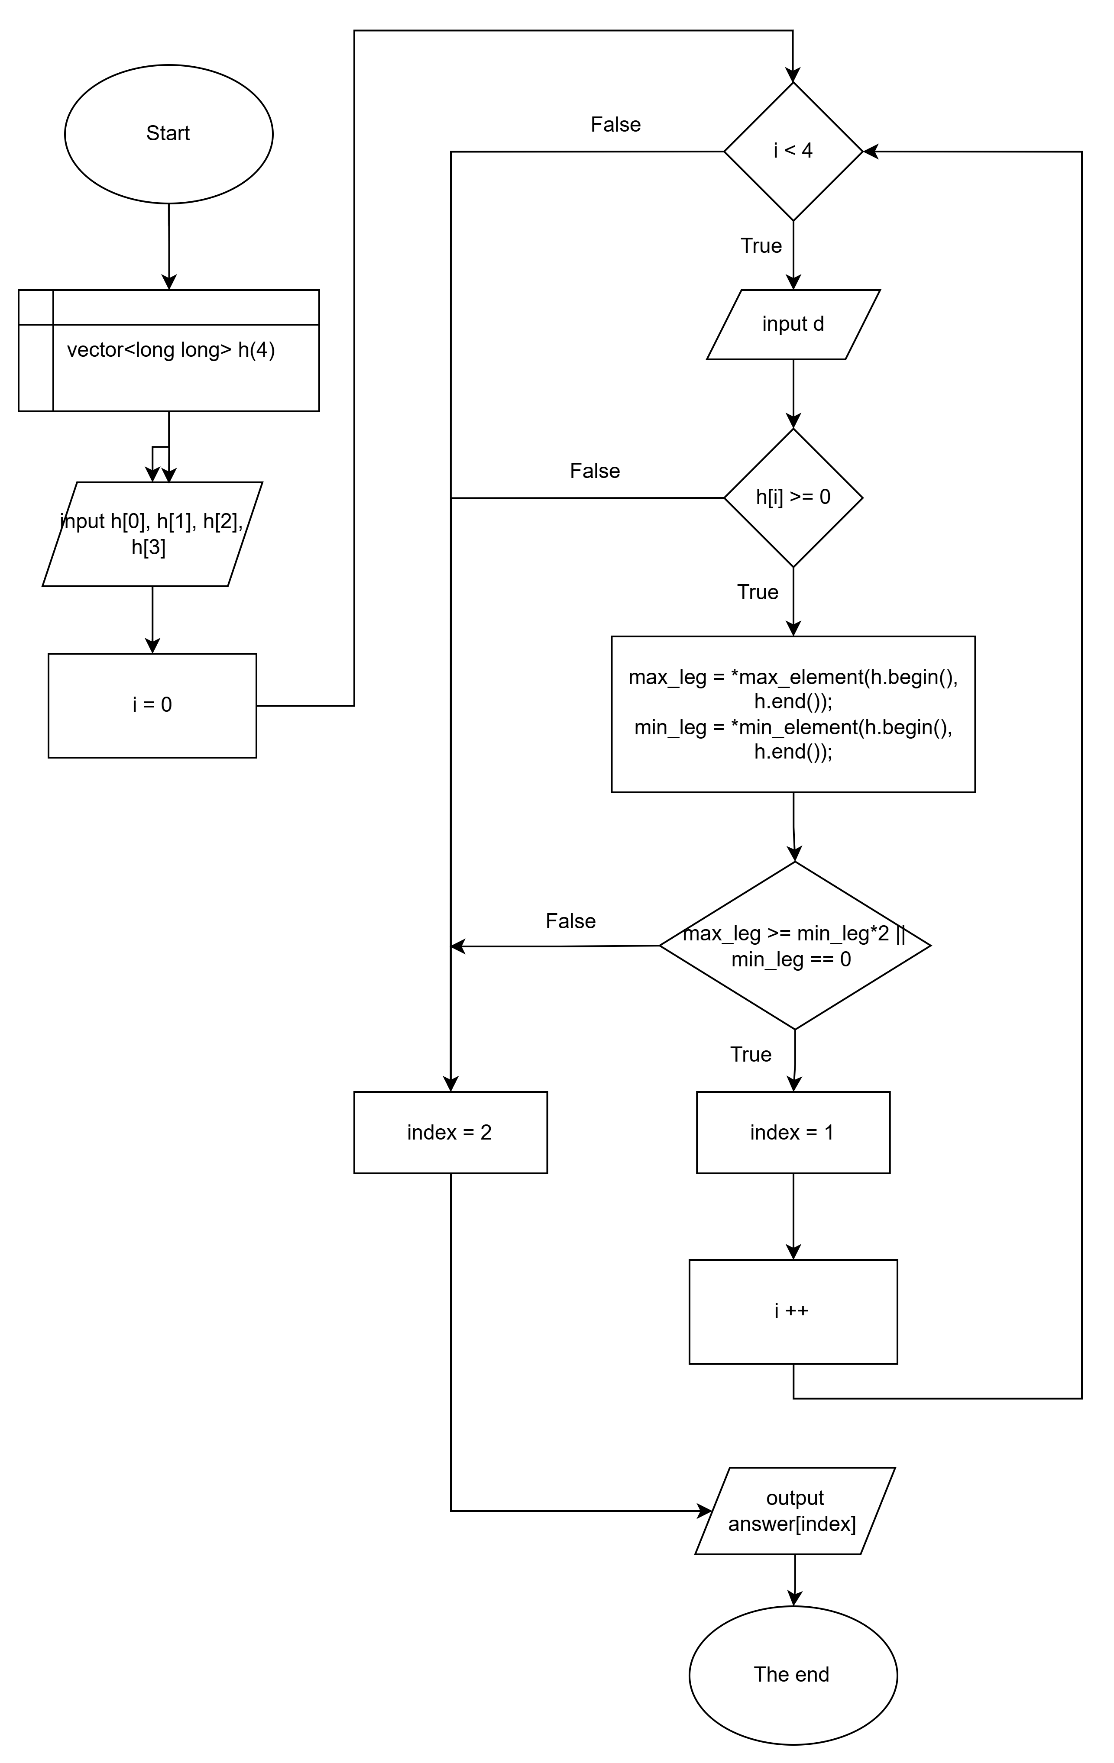 Start
vector<long long> h(4)
input h[0], h[1], h[2],
h[3]
i = 0
i < 4
False
True
input d
h[i] >= 0
False
True
max_leg = *max_element(h.begin(),
h.end());
min_leg = *min_element(h.begin(),
h.end());
max_leg >= min_leg*2 ||
min_leg == 0
False
True
index = 2
index = 1
i ++
output
answer[index]
The end